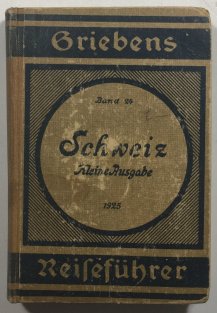 Griebens
Band 24
Schweiz
Kleine Ausgabe
1925
Reiseführer